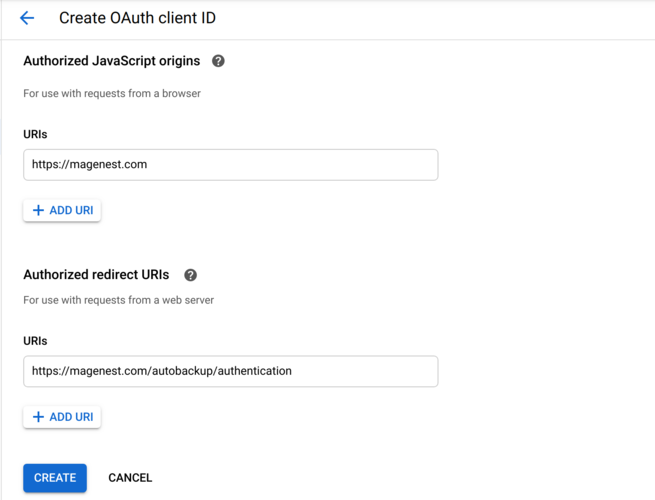 Create OAuth client ID
Authorized JavaScript origins
For use with requests from a browser
URIs
https://magenest.com
+ ADD URI
Authorized redirect URIs
For use with requests from a web server
URIs
https://magenest.com/autobackup/authentication
+ ADD URI
CREATE CANCEL